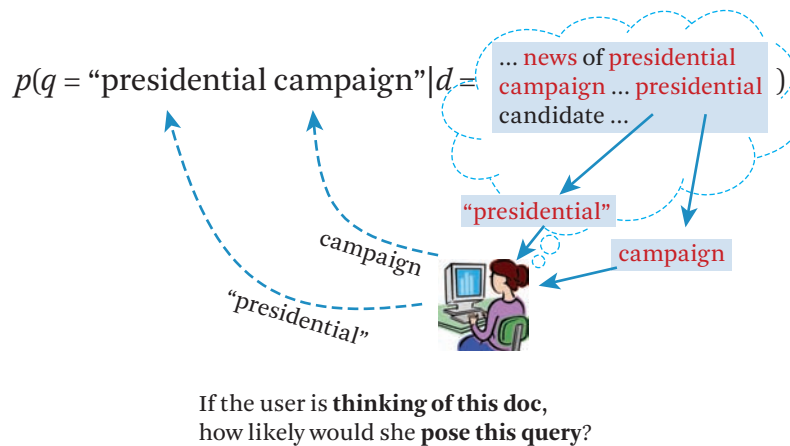 … news of presidential
p(q = “presidential campaign”|d = campaign … presidential )
candidate …
“presidential”
campaign
campaign
“presidential”
If the user is thinking of this doc,
how likely would she pose this query?